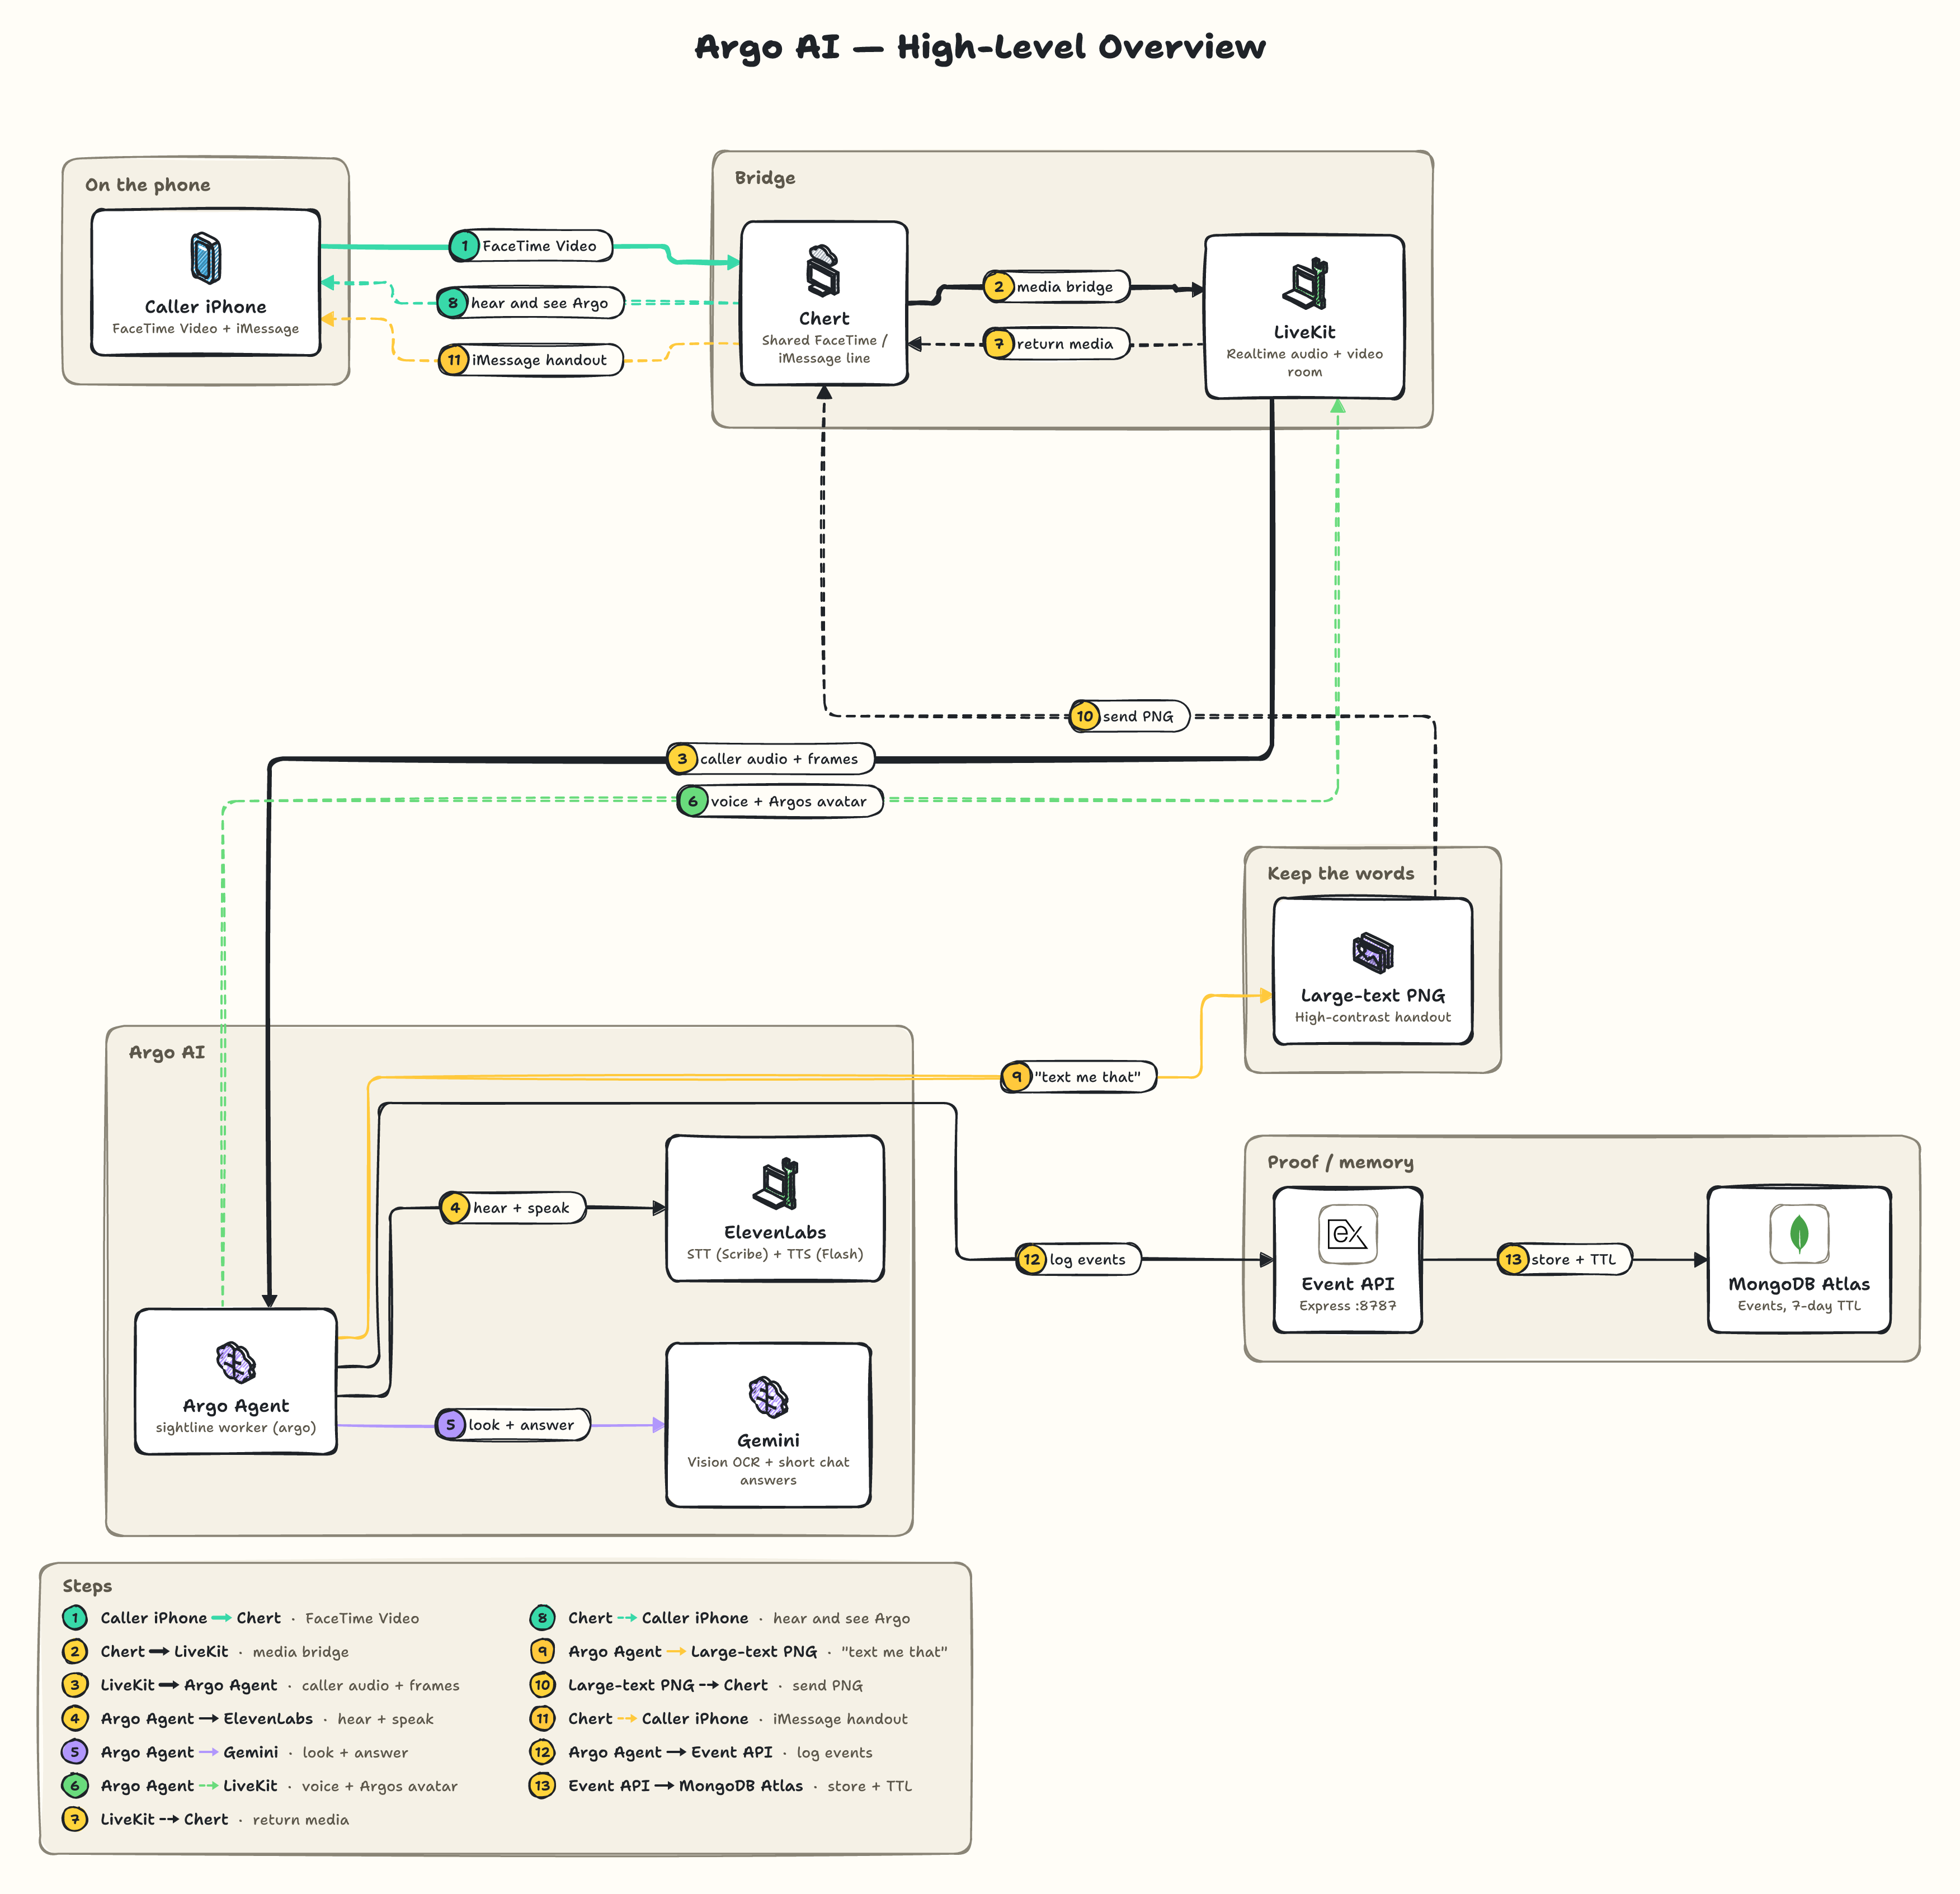 Argo AI — High-Level Overview
On the phone
Caller iPhone
FaceTime Video + iMessage
1 FaceTime Video
8 hear and see Argo
11 iMessage handout
Bridge
Chert
Shared FaceTime /
iMessage line
2 media bridge
7 return media
LiveKit
Realtime audio + video
room
10 send PNG
3 caller audio + frames
6 voice + Argos avatar
Keep the words
Large-text PNG
High-contrast handout
Argo AI
9 "text me that"
ElevenLabs
STT (Scribe) + TTS (Flash)
4 hear + speak
Argo Agent
sightline worker (argo)
5 look + answer
Gemini
Vision OCR + short chat
answers
12 log events
Proof / memory
ex
Event API
Express :8787
13 store + TTL
MongoDB Atlas
Events, 7-day TTL
Steps
1 Caller iPhone → Chert · FaceTime Video
2 Chert → LiveKit · media bridge
3 LiveKit → Argo Agent · caller audio + frames
4 Argo Agent → ElevenLabs · hear + speak
5 Argo Agent → Gemini · look + answer
6 Argo Agent ⇢ LiveKit · voice + Argos avatar
7 LiveKit ⇢ Chert · return media
8 Chert ⇢ Caller iPhone · hear and see Argo
9 Argo Agent → Large-text PNG · "text me that"
10 Large-text PNG ⇢ Chert · send PNG
11 Chert ⇢ Caller iPhone · iMessage handout
12 Argo Agent → Event API · log events
13 Event API → MongoDB Atlas · store + TTL